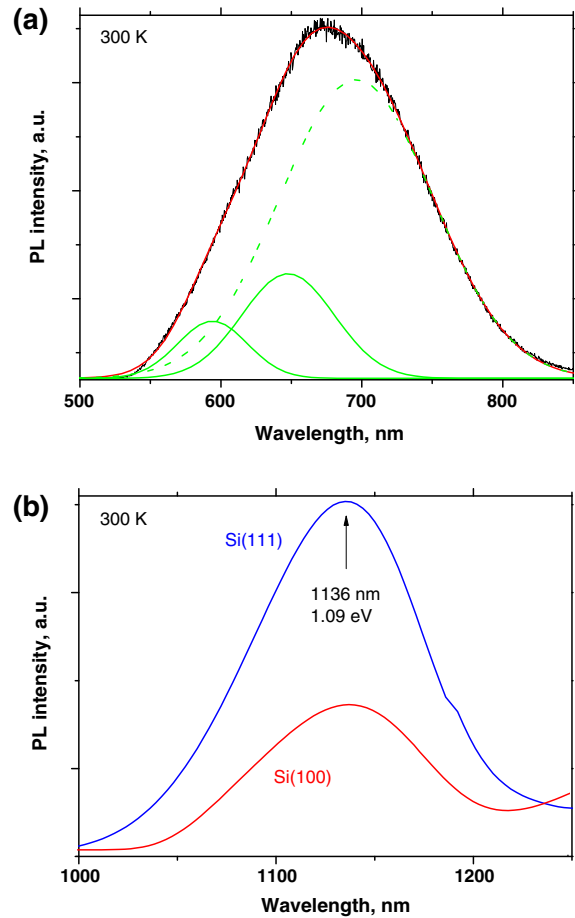 (a)
300 K
PL intensity, a.u.
500 600 700 800
Wavelength, nm
(b)
300 K
Si(111)
1136 nm
1.09 eV
Si(100)
PL intensity, a.u.
1000 1100 1200
Wavelength, nm